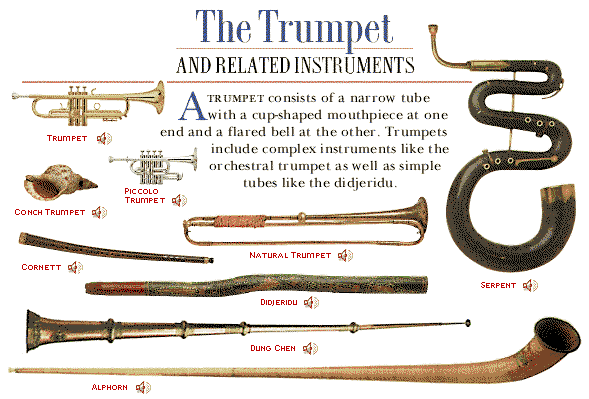 The Trumpet
AND RELATED INSTRUMENTS
A TRUMPET consists of a narrow tube
with a cup-shaped mouthpiece at one
end and a flared bell at the other. Trumpets
include complex instruments like the
orchestral trumpet as well as simple
tubes like the didjeridu.
TRUMPET
PICCOLO
TRUMPET
CONCH TRUMPET
NATURAL TRUMPET
CORNETT
SERPENT
DIDJERIDU
DUNG CHEN
ALPHORN